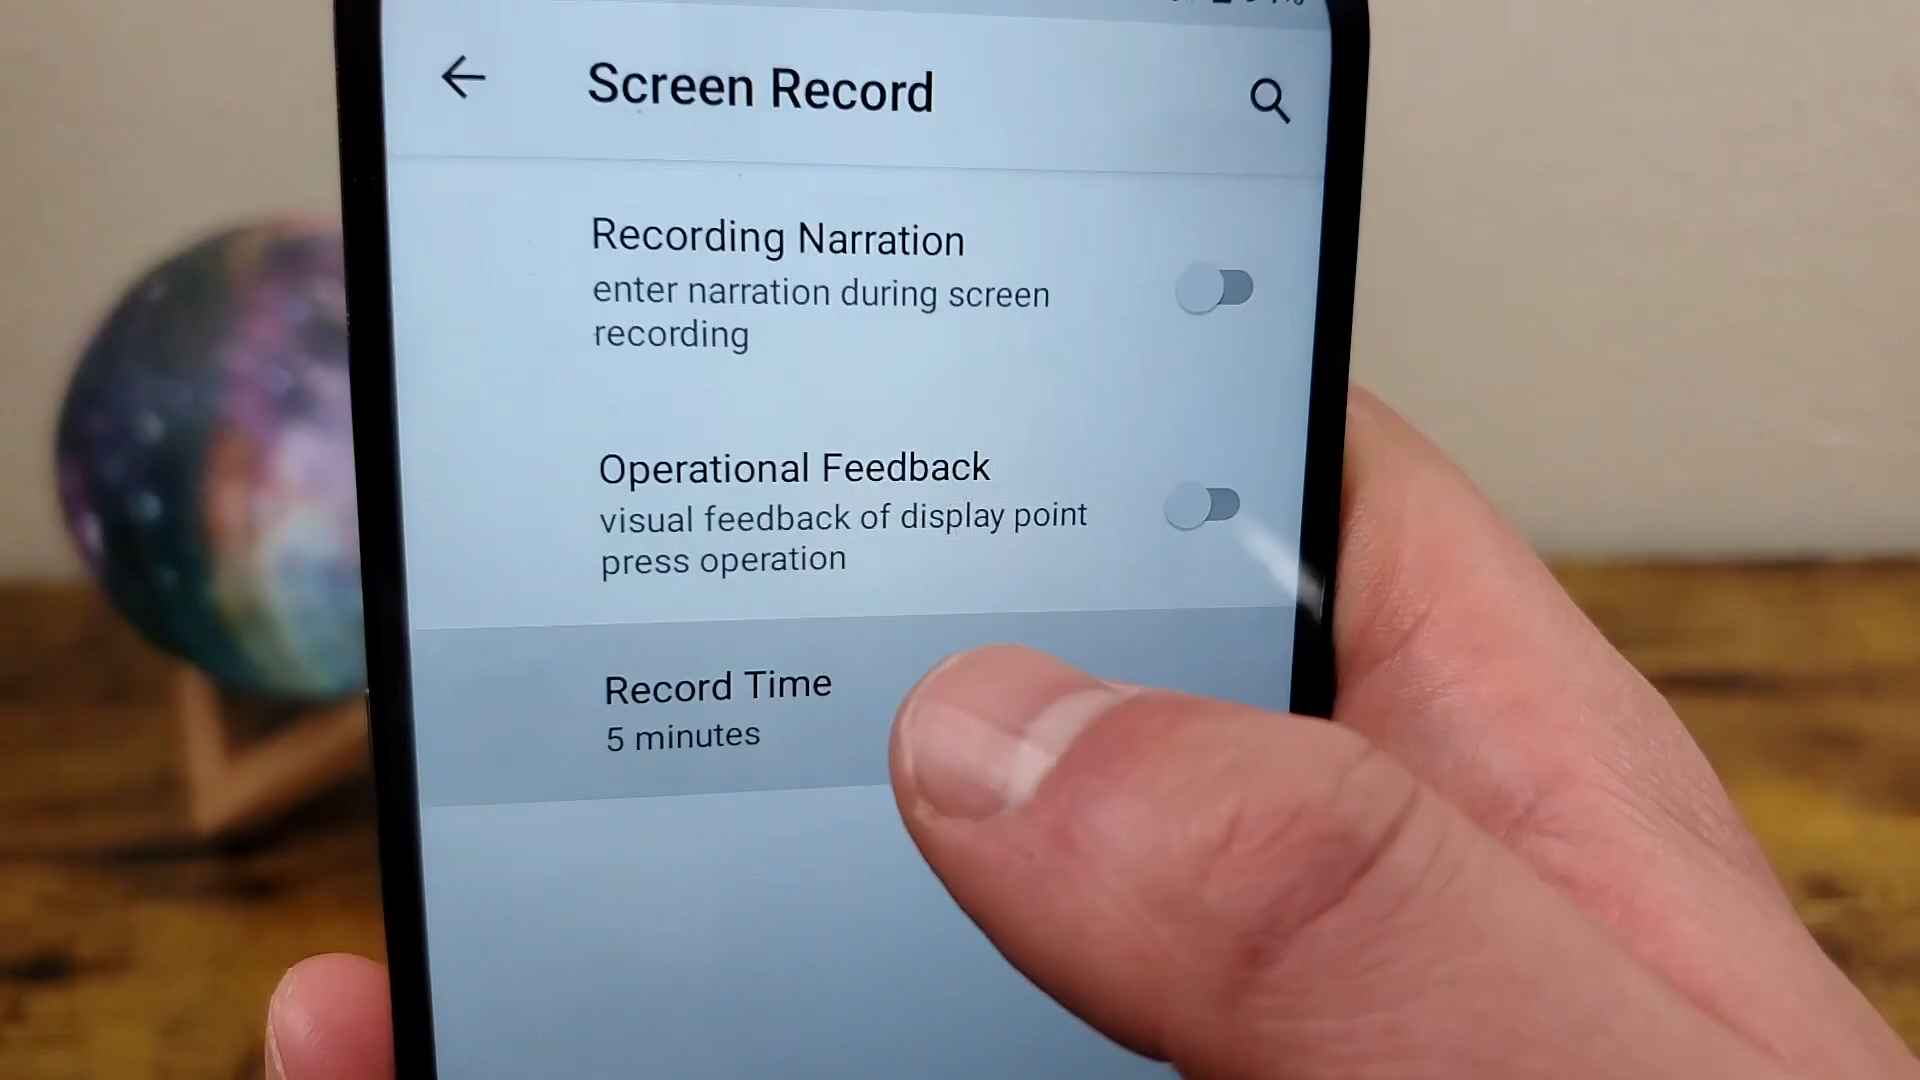 Screen Record
Recording Narration
enter narration during screen
recording
Operational Feedback
visual feedback of display point
press operation
Record Time
5 minutes